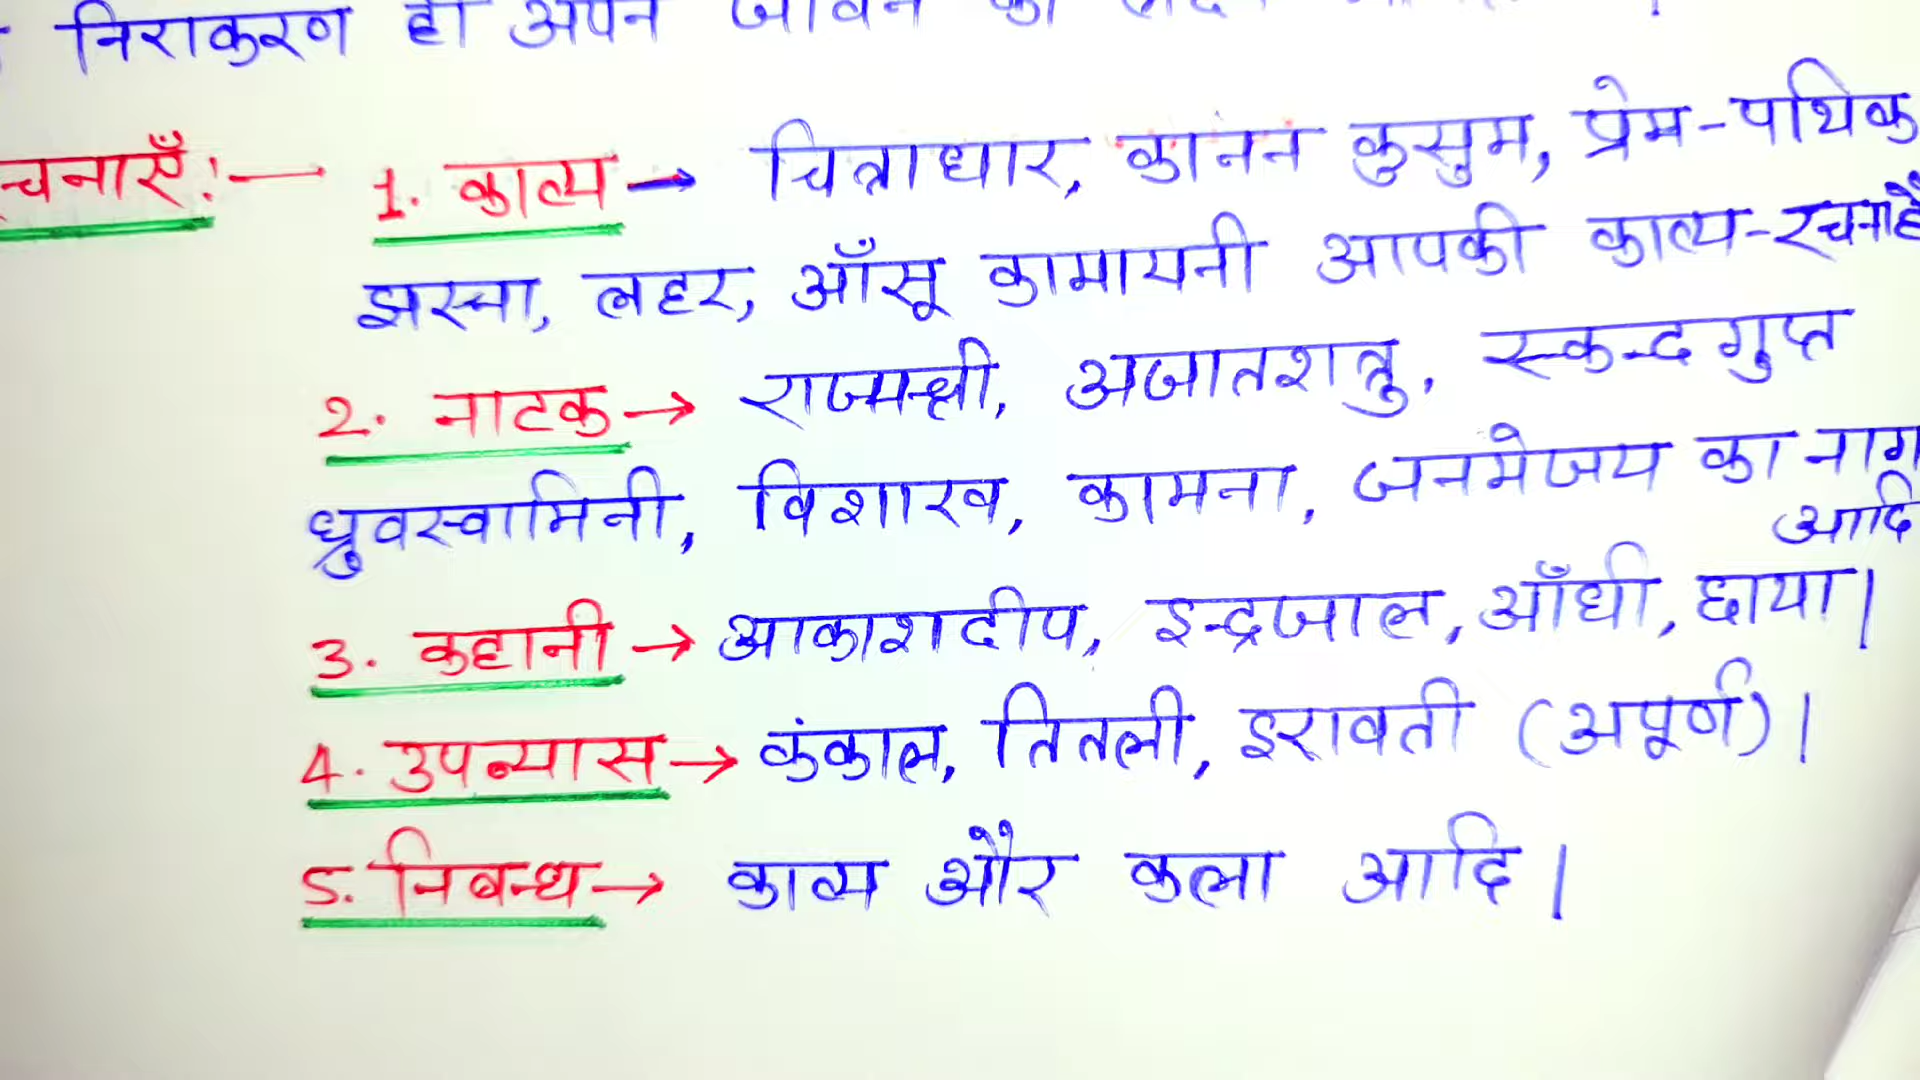 निराकरण ही अपने जीवन का
रचनाएँ:— 1. काव्य → चित्राधार, कानन कुसुम, प्रेम-पथिक
झरना, लहर, आँसू कामायनी आपकी काव्य-रचना हैं
2. नाटक → राज्यश्री, अजातशत्रु, स्कन्दगुप्त
ध्रुवस्वामिनी, विशाख, कामना, जनमेजय का नाग
आदि
3. कहानी → आकाशदीप, इन्द्रजाल, आँधी, छाया।
4. उपन्यास → कंकाल, तितली, इरावती (अपूर्ण)।
5. निबन्ध → काव्य और कला आदि।